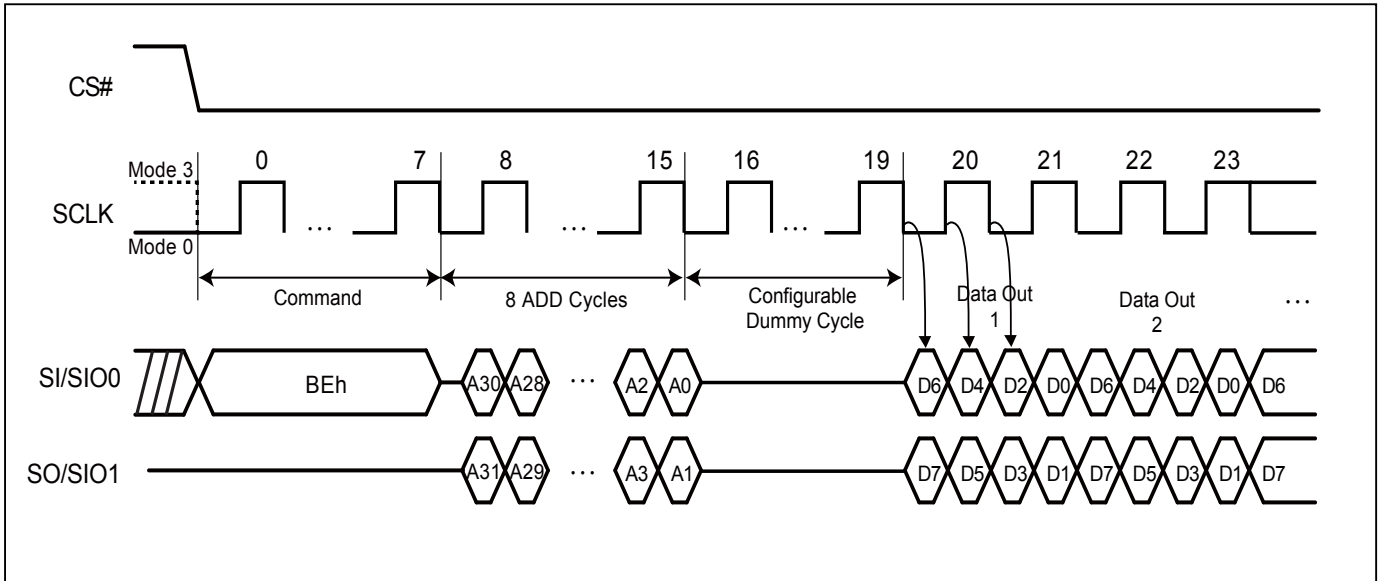 CS#
0 7 8 15 16 19 20 21 22 23
Mode 3
SCLK
... ... ...
Mode 0
Command
8 ADD Cycles
Configurable
Dummy Cycle
Data Out
1
Data Out
2
...
SI/SIO0 BEh A30 A28 ... A2 A0 D6 D4 D2 D0 D6 D4 D2 D0 D6
SO/SIO1 A31 A29 ... A3 A1 D7 D5 D3 D1 D7 D5 D3 D1 D7